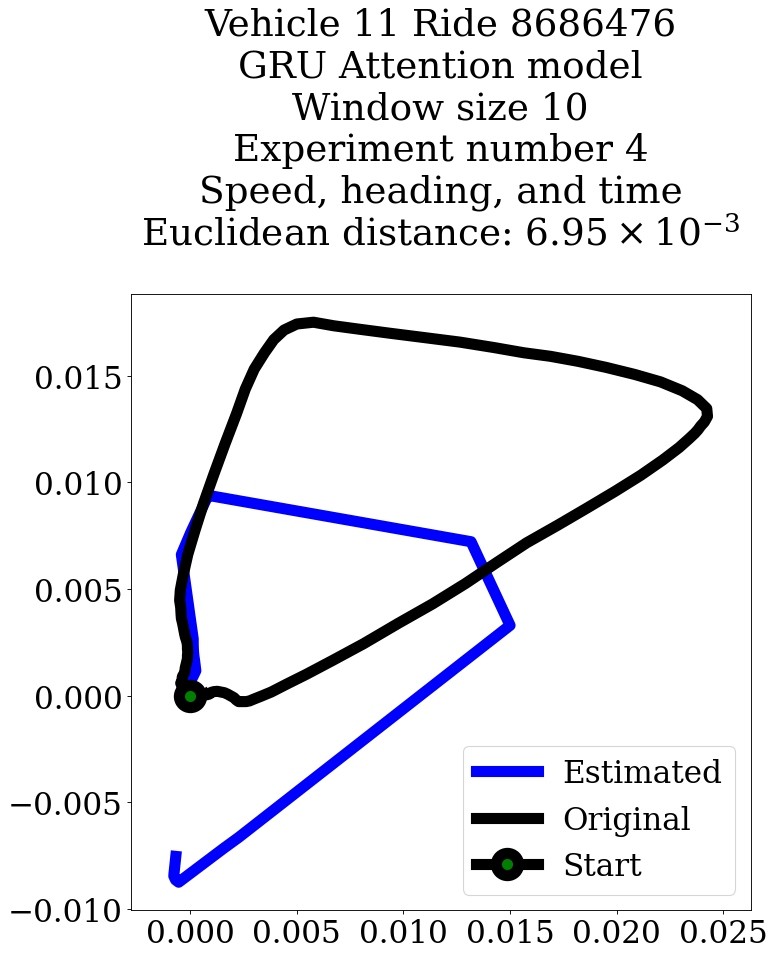 Vehicle 11 Ride 8686476
GRU Attention model
Window size 10
Experiment number 4
Speed, heading, and time
Euclidean distance: 6.95 × 10⁻³
0.015
0.010
0.005
0.000
−0.005
−0.010
Estimated
Original
Start
0.000 0.005 0.010 0.015 0.020 0.025